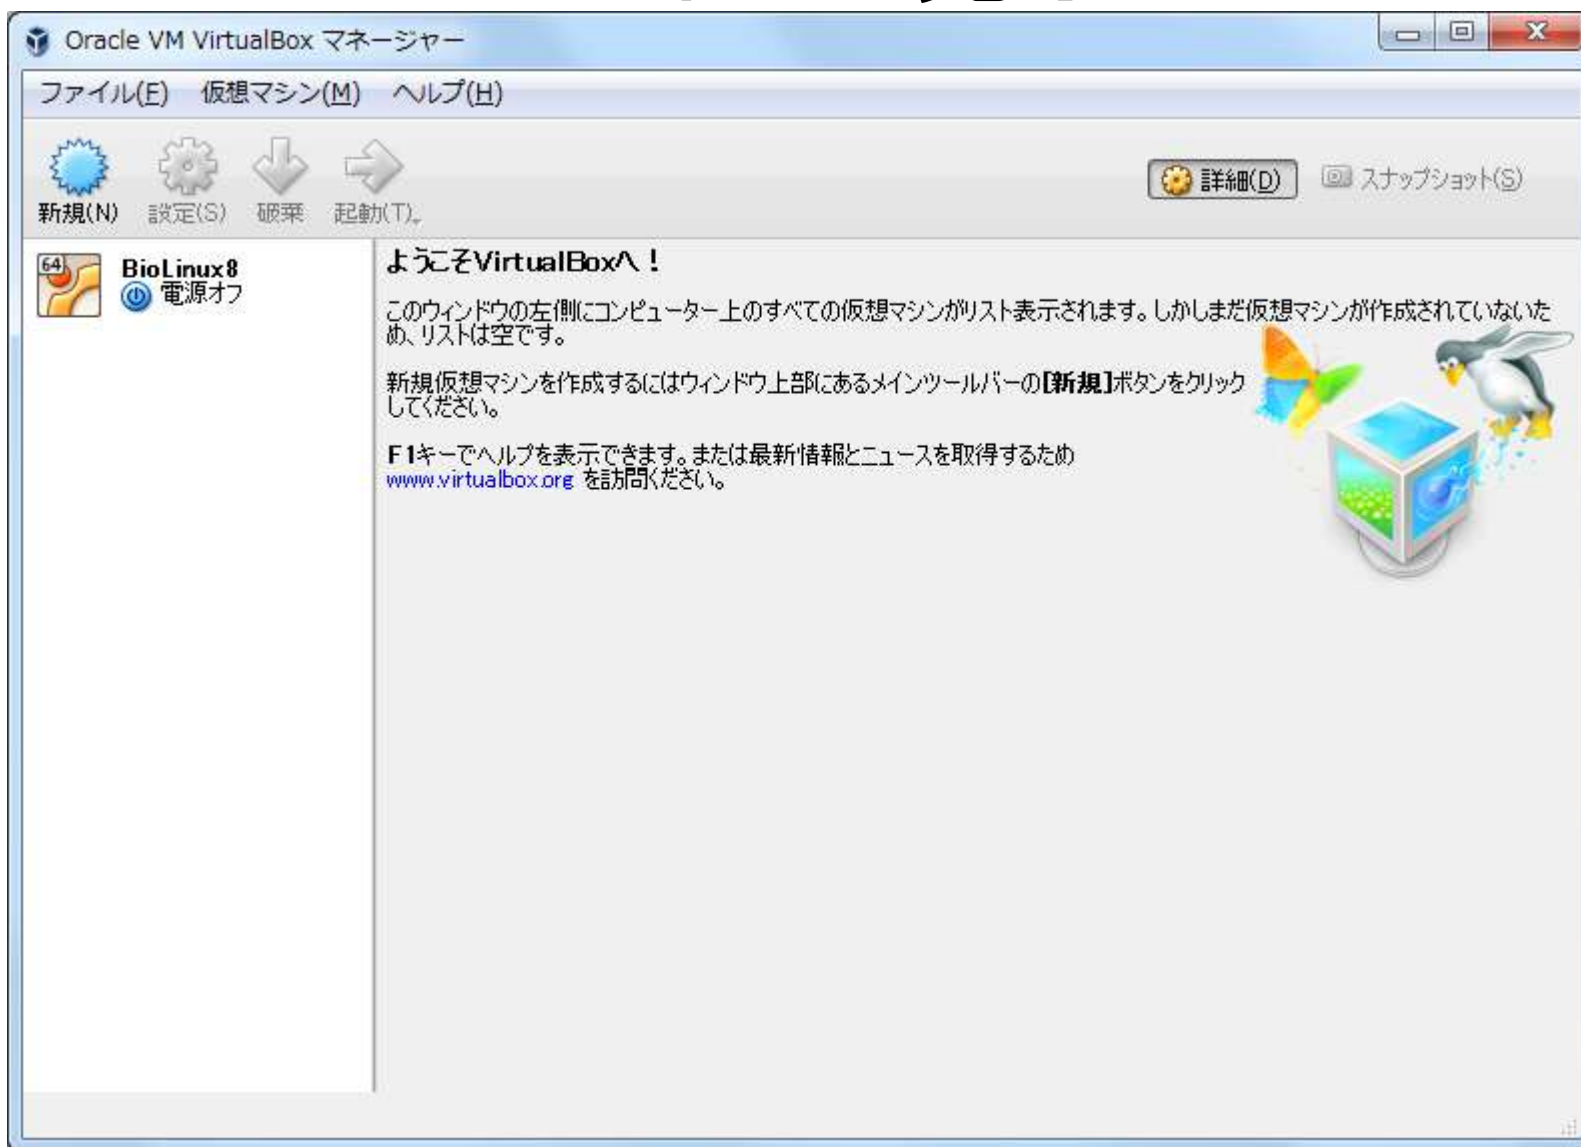 Oracle VM VirtualBox マネージャー
ファイル(F) 仮想マシン(M) ヘルプ(H)
新規(N) 設定(S) 破棄 起動(T)
詳細(D) スナップショット(S)
64
BioLinux8
電源オフ
ようこそVirtualBoxへ!
このウィンドウの左側にコンピューター上のすべての仮想マシンがリスト表示されます。しかしまだ仮想マシンが作成されていないた
め、リストは空です。
新規仮想マシンを作成するにはウィンドウ上部にあるメインツールバーの[新規]ボタンをクリック
してください。
F1キーでヘルプを表示できます。または最新情報とニュースを取得するため
www.virtualbox.org を訪問ください。